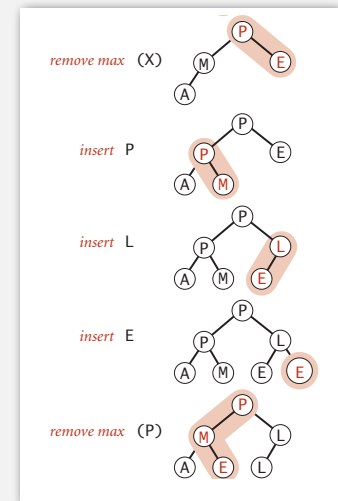 P
remove max (X) M E
A
P
insert P P E
A M
P
insert L P L
A M E
P
insert E P L
A M E E
P
remove max (P) M L
A E L